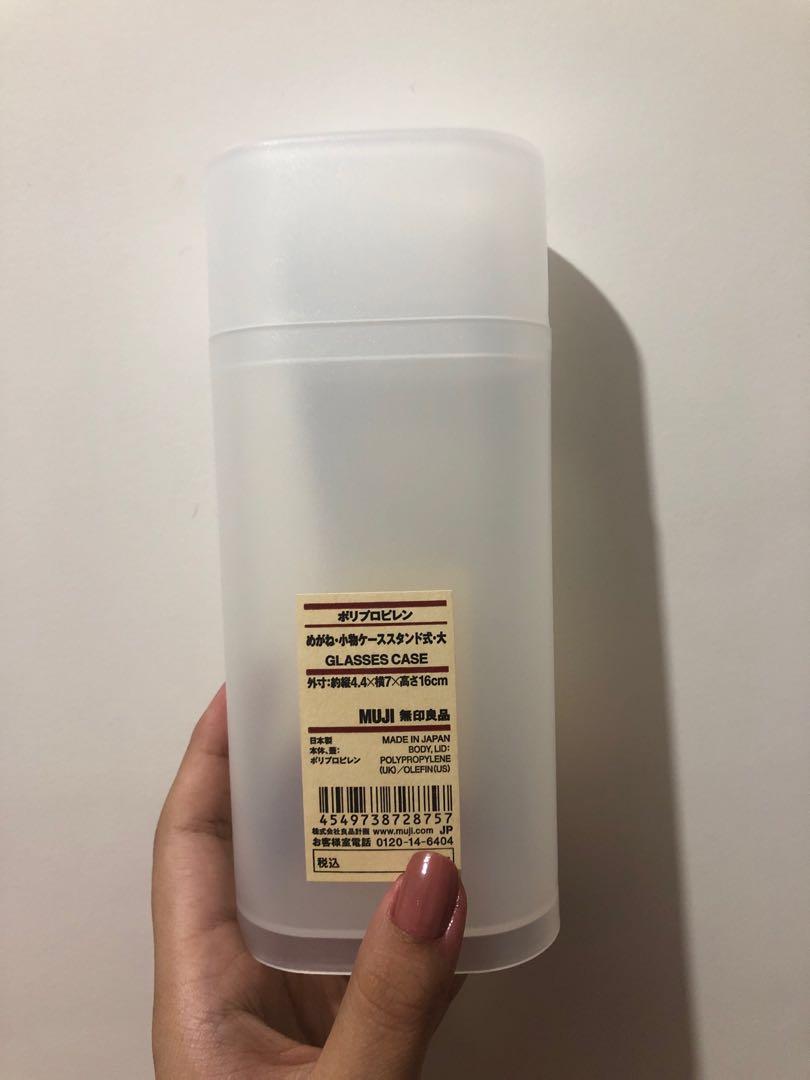 ポリプロピレン
めがね・小物ケーススタンド式・大
GLASSES CASE
外寸:約縦4.4×横7×高さ16cm
MUJI 無印良品
日本製 MADE IN JAPAN
本体、蓋: BODY, LID:
ポリプロピレン POLYPROPYLENE
(UK)/OLEFIN(US)
4549738728757
株式会社良品計画 www.muji.com JP
お客様室電話 0120-14-6404
税込